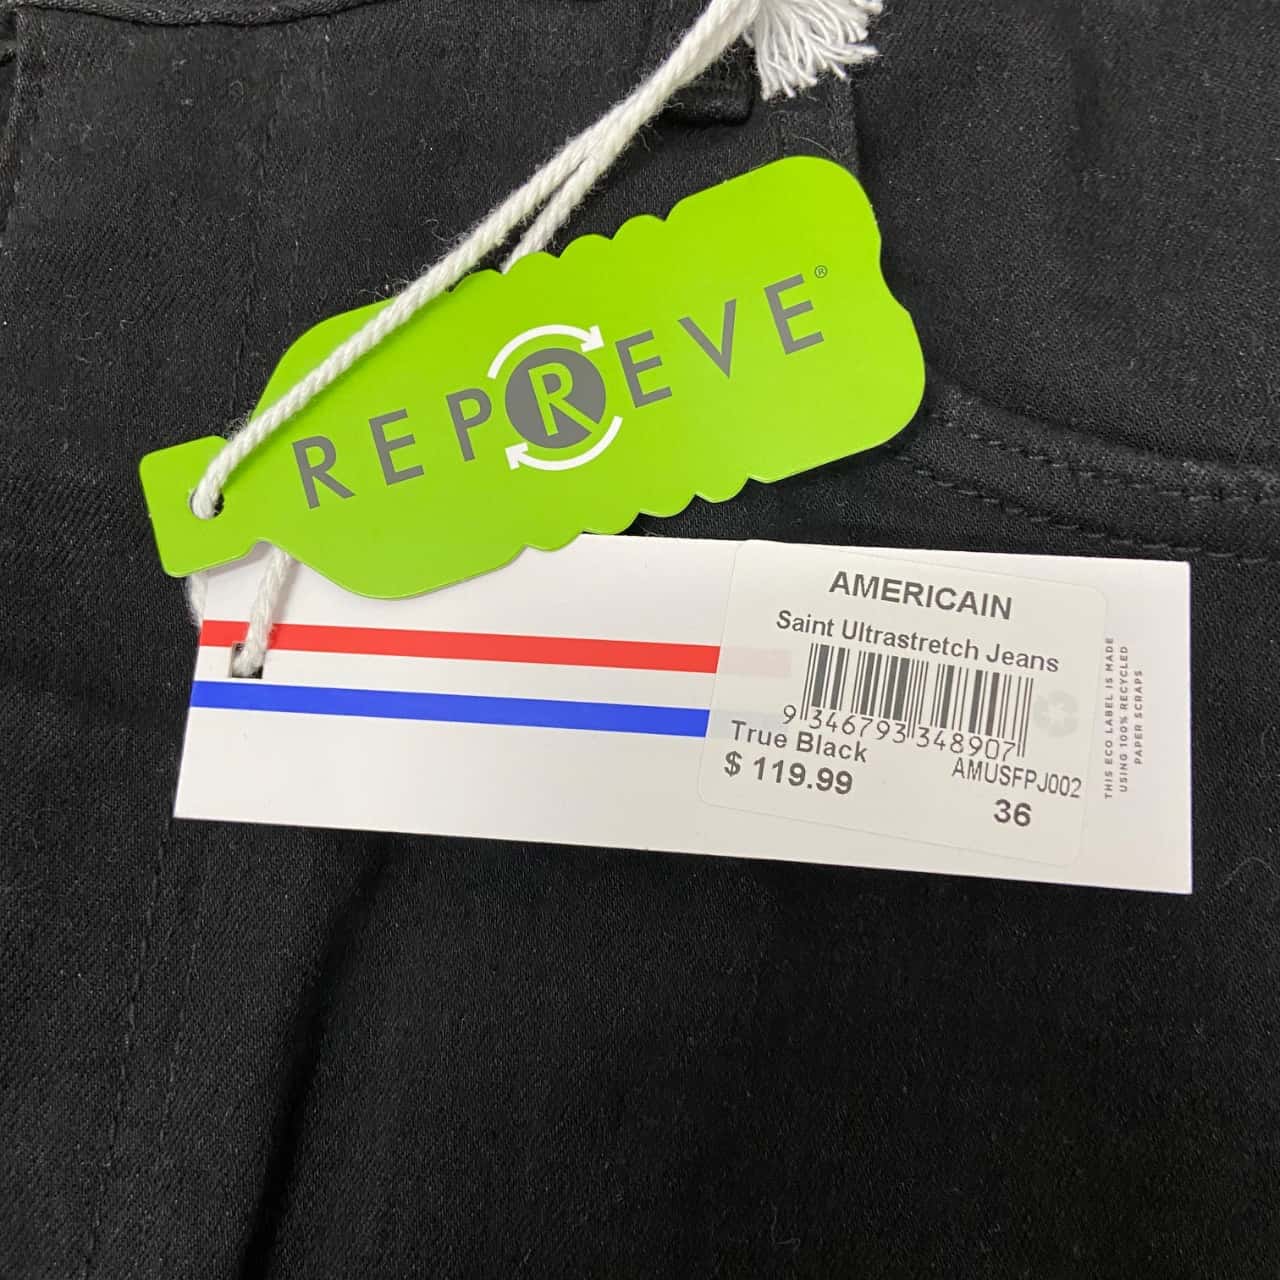 REPREVE®
AMERICAIN
Saint Ultrastretch Jeans
9 346793 348907
True Black
AMUSFPJ002
$ 119.99
36
THIS ECO LABEL IS MADE
USING 100% RECYCLED
PAPER SCRAPS